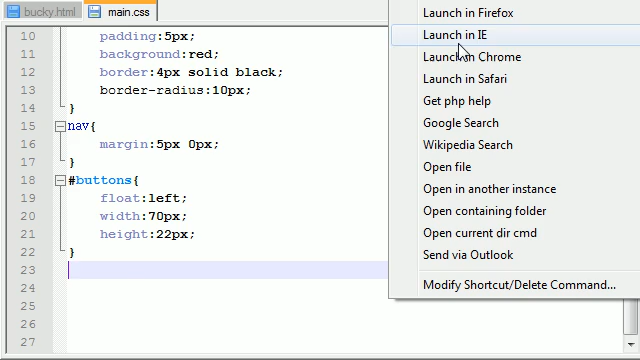 bucky.html main.css
10 padding:5px;
11 background:red;
12 border:4px solid black;
13 border-radius:10px;
14 }
15 nav{
16 margin:5px 0px;
17 }
18 #buttons{
19 float:left;
20 width:70px;
21 height:22px;
22 }
23
24
25
26
27
Launch in Firefox
Launch in IE
Launch in Chrome
Launch in Safari
Get php help
Google Search
Wikipedia Search
Open file
Open in another instance
Open containing folder
Open current dir cmd
Send via Outlook
Modify Shortcut/Delete Command...